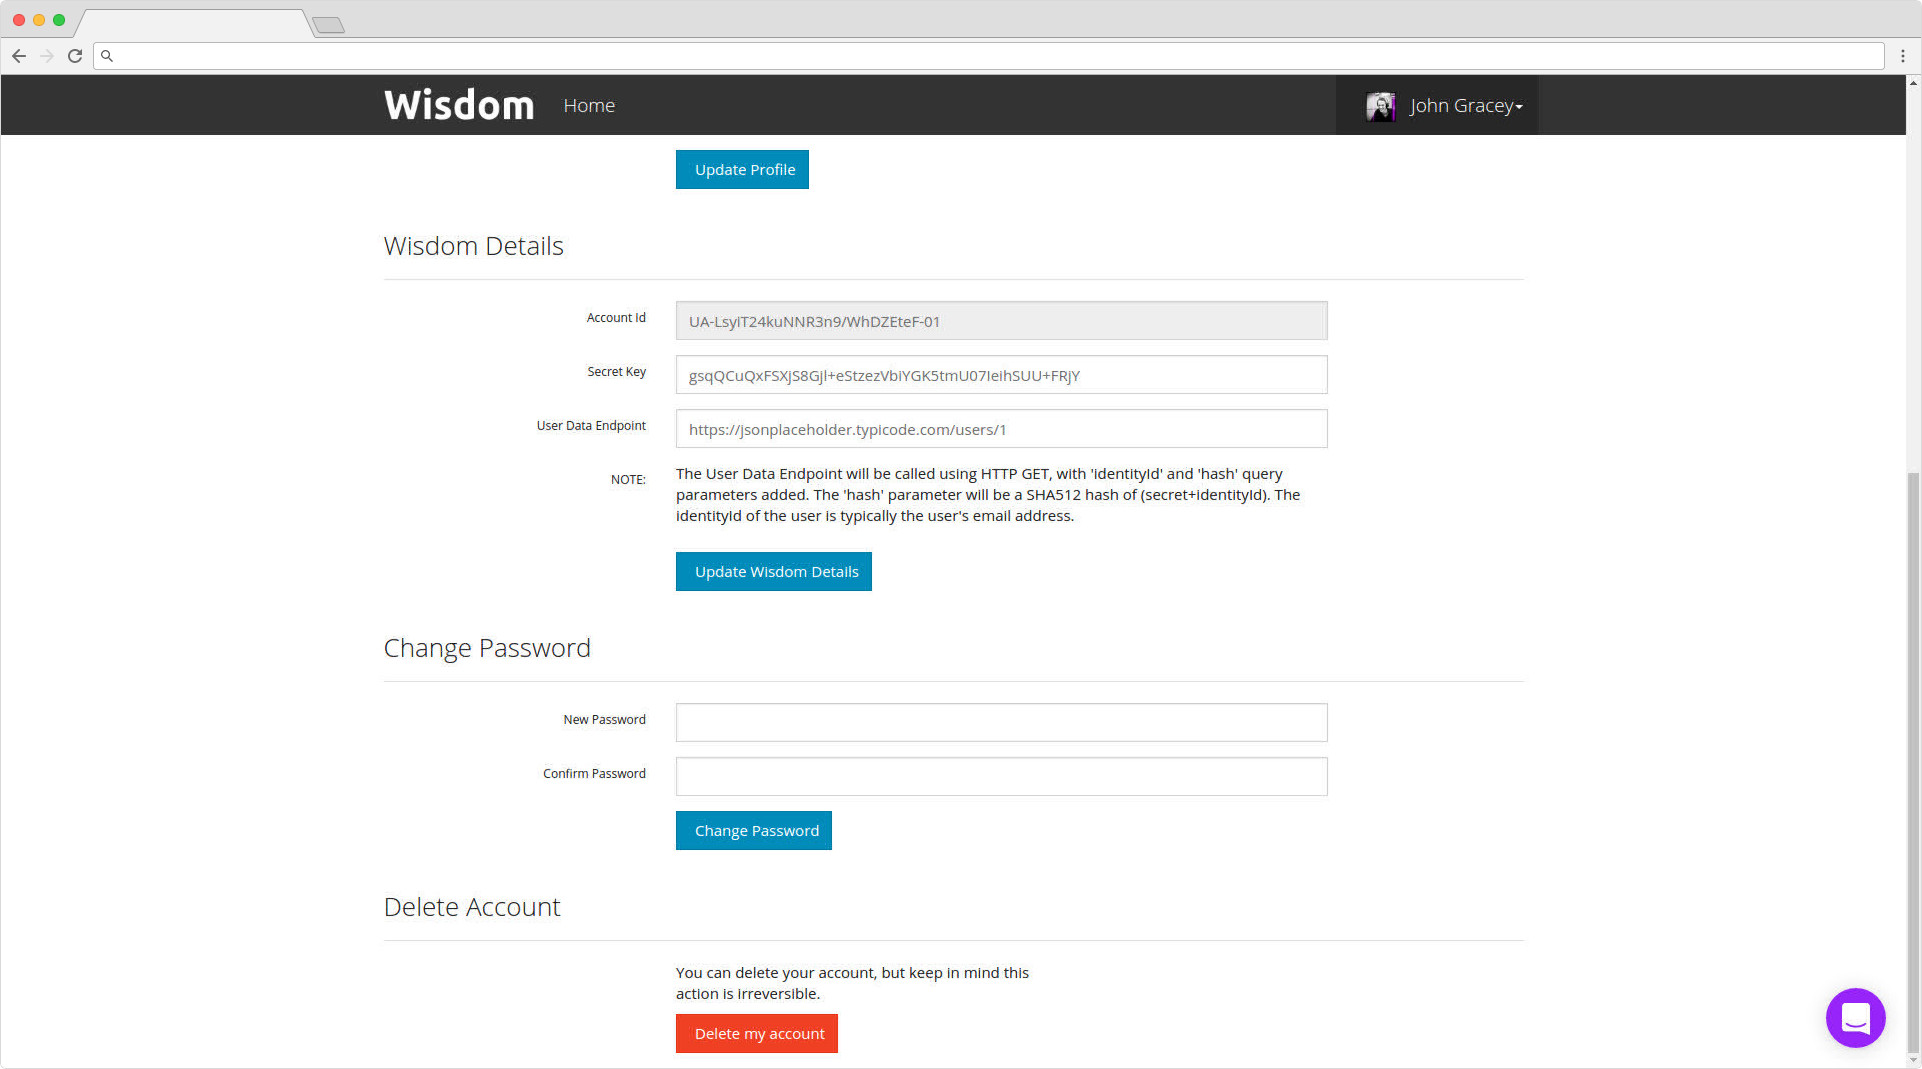 Wisdom Home John Gracey
Update Profile
Wisdom Details
Account Id UA-LsyiT24kuNNR3n9/WhDZEteF-01
Secret Key gsqQCuQxFSXjS8Gjl+eStzezVbiYGK5tmU07IeihSUU+FRjY
User Data Endpoint https://jsonplaceholder.typicode.com/users/1
NOTE: The User Data Endpoint will be called using HTTP GET, with 'identityId' and 'hash' query
parameters added. The 'hash' parameter will be a SHA512 hash of (secret+identityId). The
identityId of the user is typically the user's email address.
Update Wisdom Details
Change Password
New Password
Confirm Password
Change Password
Delete Account
You can delete your account, but keep in mind this
action is irreversible.
Delete my account